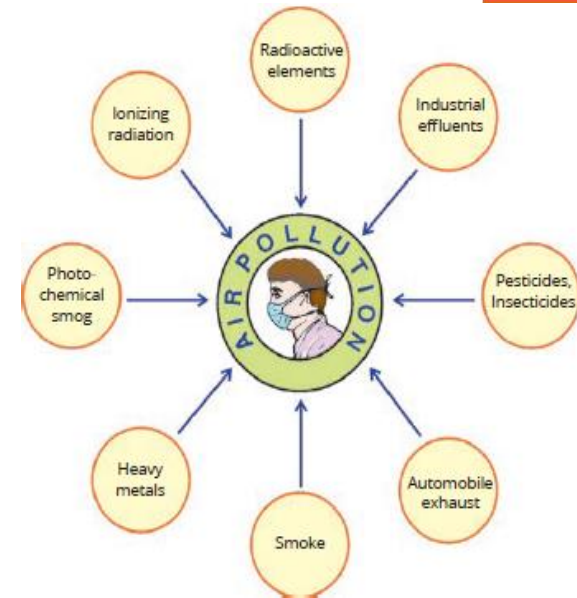 Radioactive
elements
Industrial
effluents
Pesticides,
Insecticides
Automobile
exhaust
Smoke
Heavy
metals
Photo-
chemical
smog
Ionizing
radiation
AIR POLLUTION